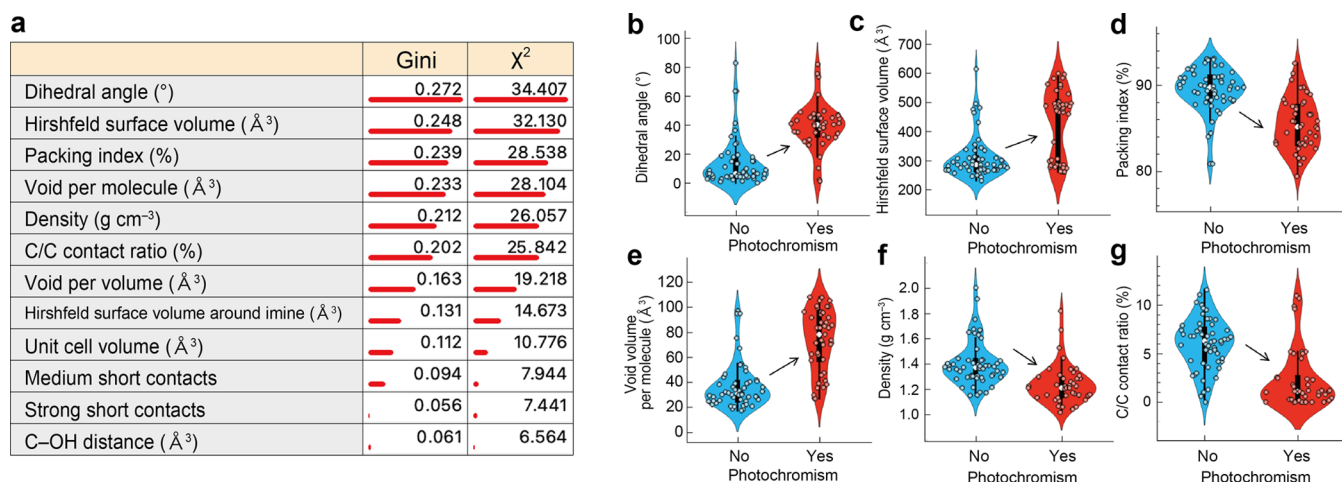 a
Gini χ²
Dihedral angle (°) 0.272 34.407
Hirshfeld surface volume (Å³) 0.248 32.130
Packing index (%) 0.239 28.538
Void per molecule (Å³) 0.233 28.104
Density (g cm⁻³) 0.212 26.057
C/C contact ratio (%) 0.202 25.842
Void per volume (Å³) 0.163 19.218
Hirshfeld surface volume around imine (Å³) 0.131 14.673
Unit cell volume (Å³) 0.112 10.776
Medium short contacts 0.094 7.944
Strong short contacts 0.056 7.441
C–OH distance (Å³) 0.061 6.564
b
Dihedral angle (°)
100
80
60
40
20
0
No Yes
Photochromism
c
Hirshfeld surface volume (Å³)
700
600
500
400
300
200
No Yes
Photochromism
d
Packing index (%)
90
80
No Yes
Photochromism
e
Void volume
per molecule (Å³)
120
100
80
60
40
20
0
No Yes
Photochromism
f
Density (g cm⁻³)
2.0
1.8
1.6
1.4
1.2
1.0
No Yes
Photochromism
g
C/C contact ratio (%)
10
5
0
No Yes
Photochromism